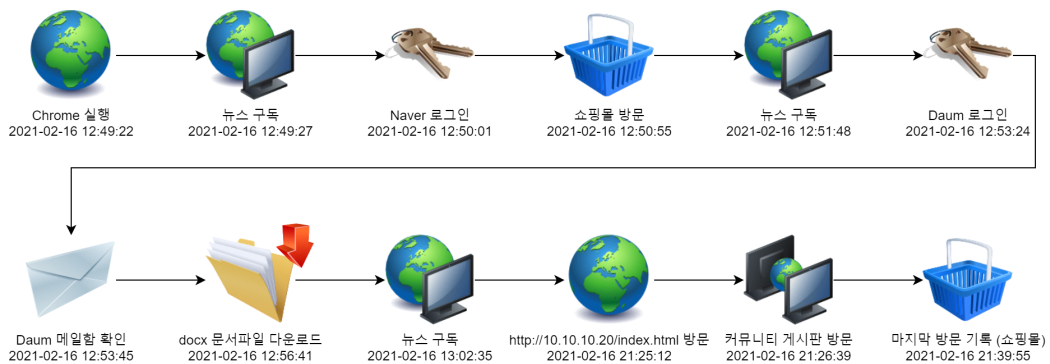 Chrome 실행
2021-02-16 12:49:22
뉴스 구독
2021-02-16 12:49:27
Naver 로그인
2021-02-16 12:50:01
쇼핑몰 방문
2021-02-16 12:50:55
뉴스 구독
2021-02-16 12:51:48
Daum 로그인
2021-02-16 12:53:24
Daum 메일함 확인
2021-02-16 12:53:45
docx 문서파일 다운로드
2021-02-16 12:56:41
뉴스 구독
2021-02-16 13:02:35
http://10.10.10.20/index.html 방문
2021-02-16 21:25:12
커뮤니티 게시판 방문
2021-02-16 21:26:39
마지막 방문 기록 (쇼핑몰)
2021-02-16 21:39:55